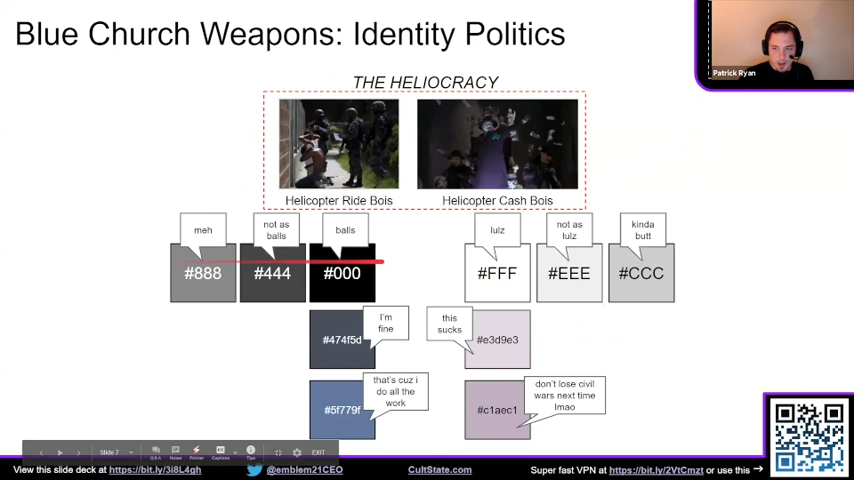 Blue Church Weapons: Identity Politics
Patrick Ryan
THE HELIOCRACY
Helicopter Ride Bois
Helicopter Cash Bois
meh
not as
balls
balls
lulz
not as
lulz
kinda
butt
#888
#444
#000
#FFF
#EEE
#CCC
I'm
fine
this
sucks
#474f5d
#e3d9e3
that's cuz i
do all the
work
don't lose civil
wars next time
lmao
#5f779f
#c1aec1
Slide 7
Q&A
Notes
Pointer
Captions
Tips
EXIT
View this slide deck at https://bit.ly/3i8L4gh
@emblem21CEO
CultState.com
Super fast VPN at https://bit.ly/2VtCmzt or use this